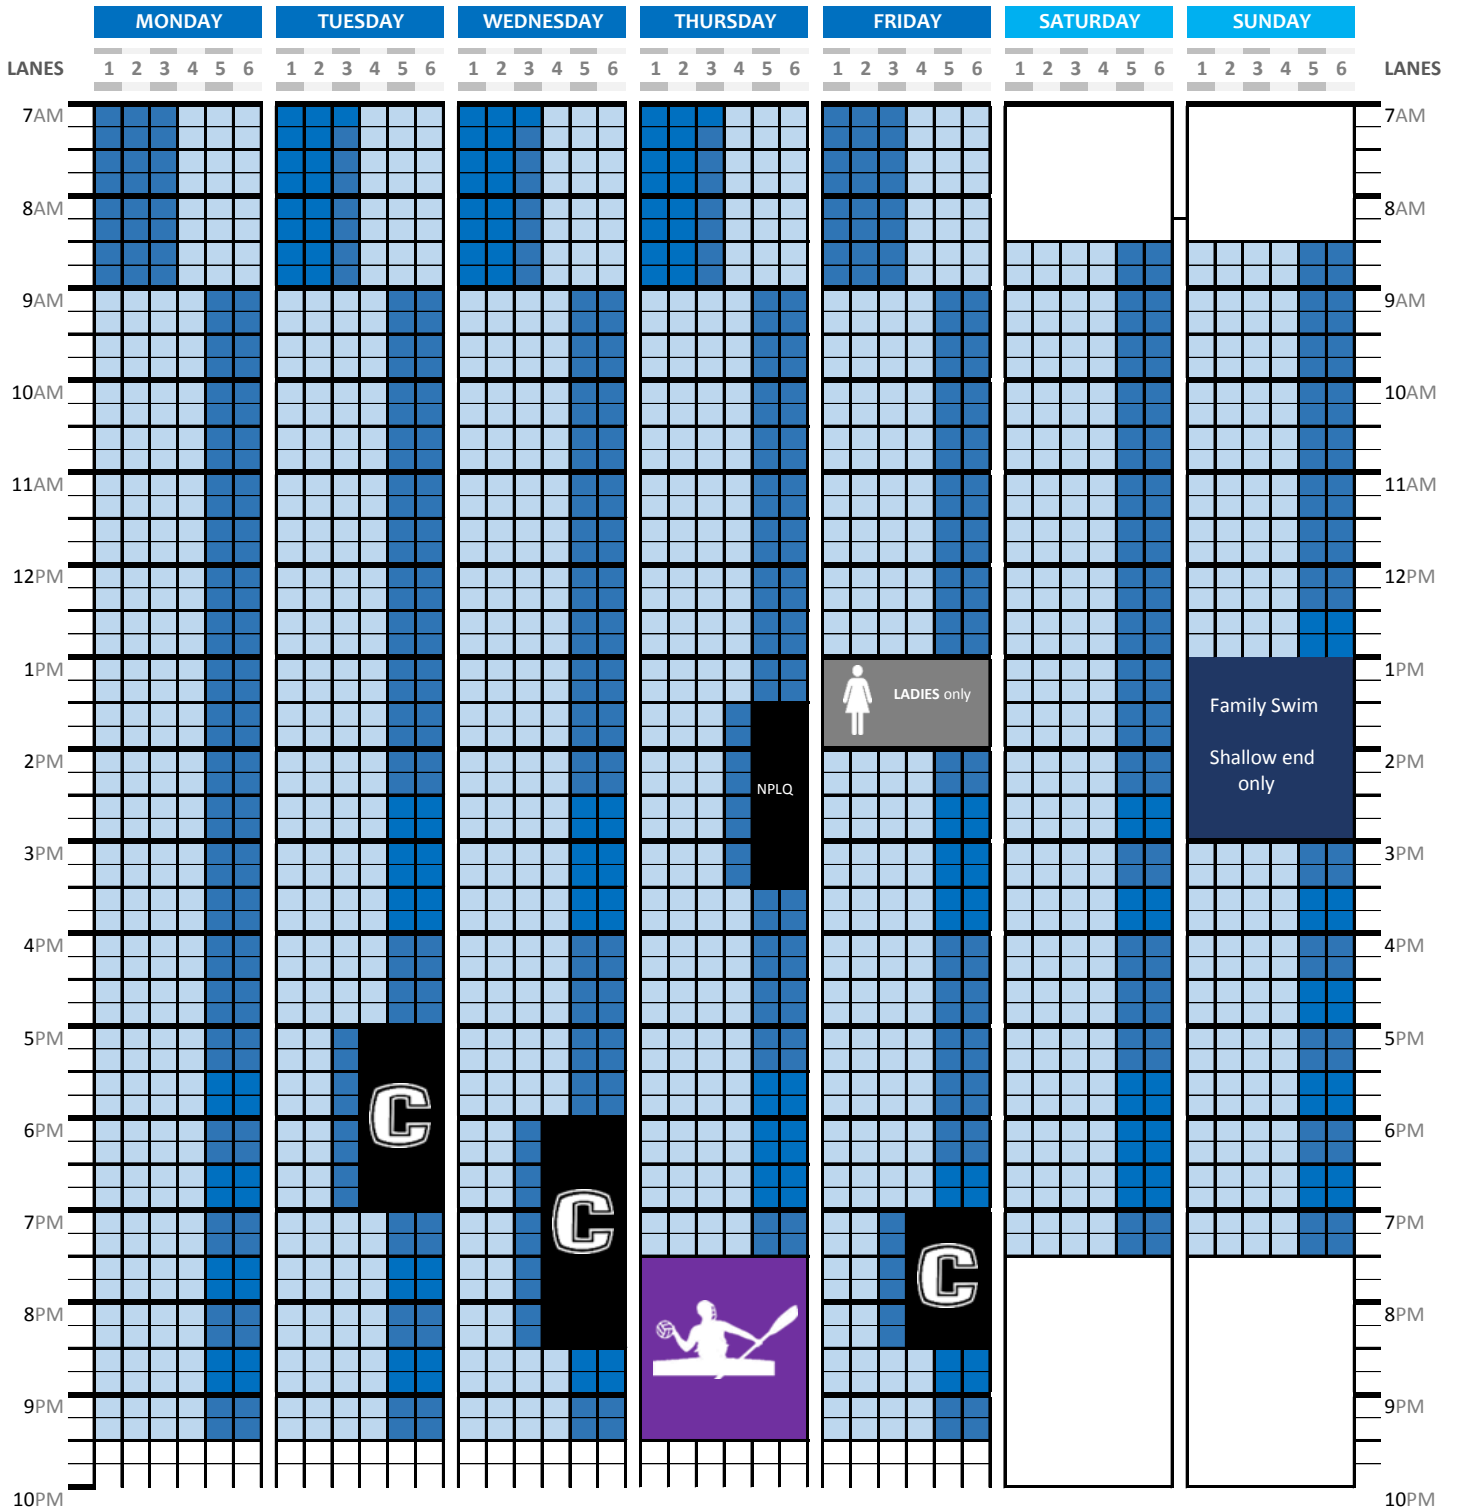 MONDAY TUESDAY WEDNESDAY THURSDAY FRIDAY SATURDAY SUNDAY
LANES 1 2 3 4 5 6 1 2 3 4 5 6 1 2 3 4 5 6 1 2 3 4 5 6 1 2 3 4 5 6 1 2 3 4 5 6 1 2 3 4 5 6 LANES
7AM 7AM
8AM 8AM
9AM 9AM
10AM 10AM
11AM 11AM
12PM 12PM
1PM 1PM
LADIES only
Family Swim
2PM 2PM
Shallow end
only
NPLQ
3PM 3PM
4PM 4PM
5PM 5PM
C
6PM 6PM
C
7PM 7PM
C
8PM 8PM
9PM 9PM
10PM 10PM